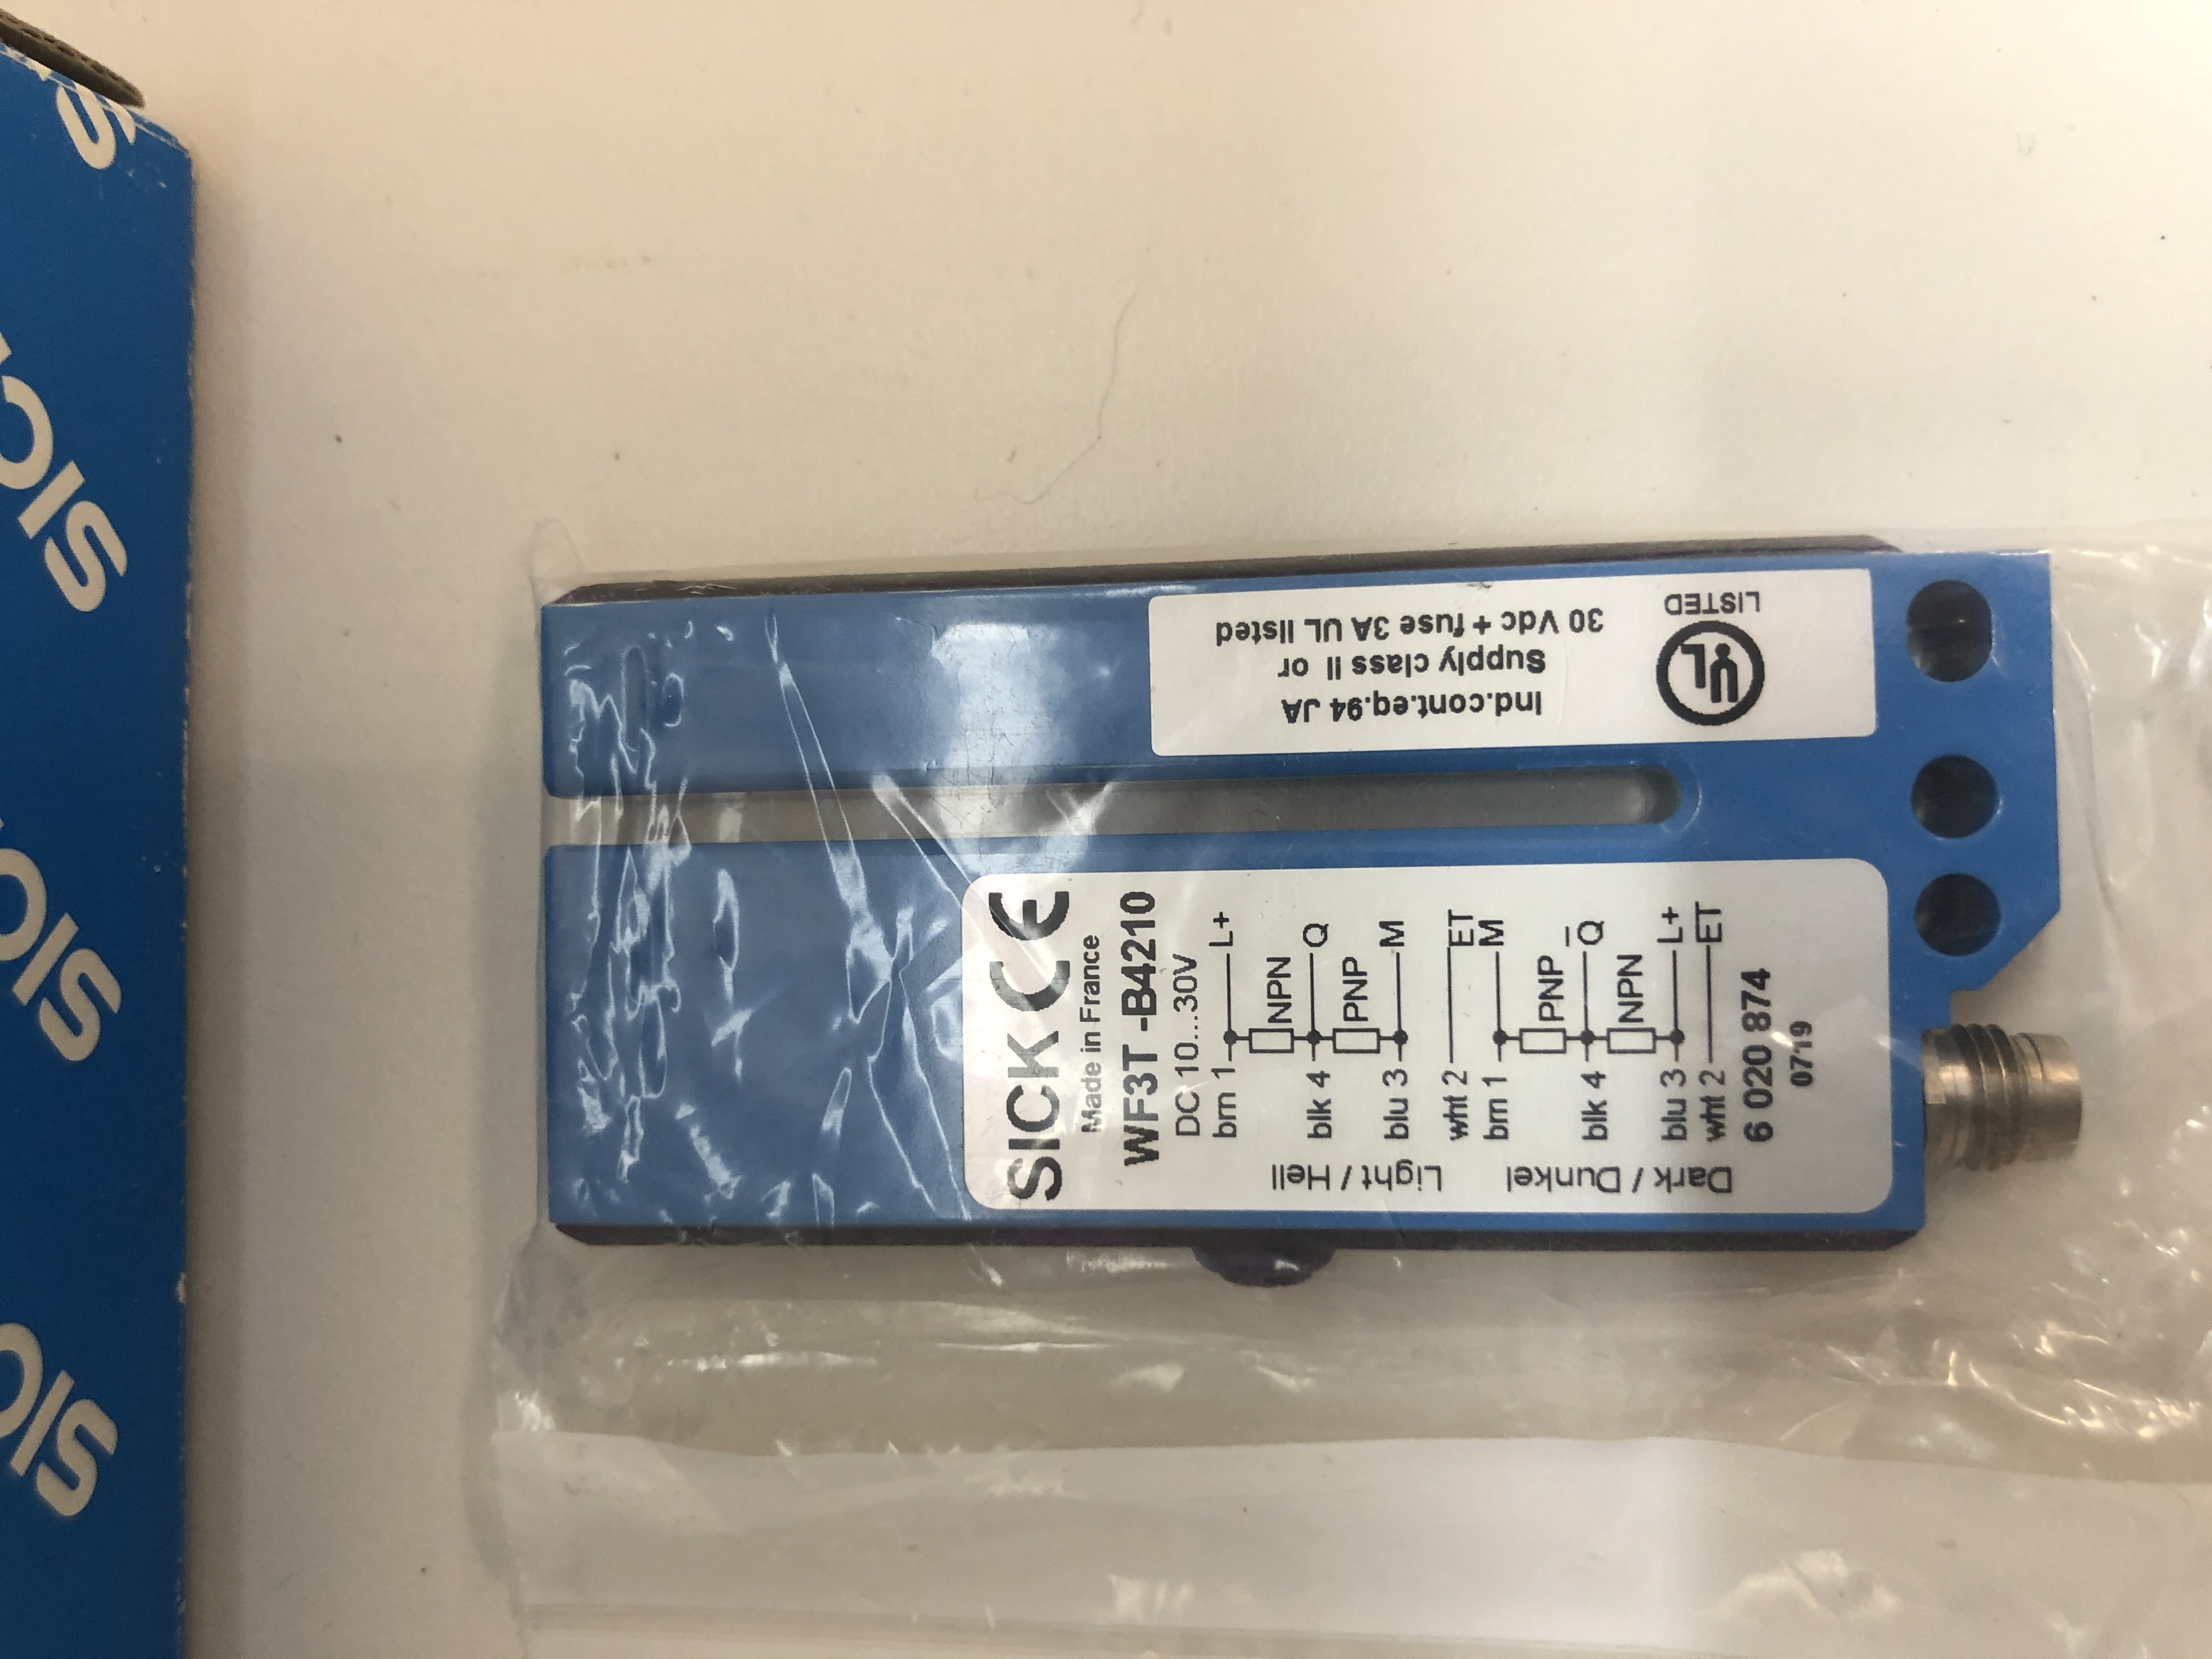 SICK CE
Made in France
WF3T -B4210
DC 10...30V
Light / Hell
brn 1 L+
NPN
blk 4 Q
PNP
blu 3 M
wht 2 ET
Dark / Dunkel
brn 1 M
PNP
blk 4 Q̅
NPN
blu 3 L+
wht 2 ET
6 020 874
0719
Ind.cont.eq.94 JA
Supply class II or
30 Vdc + fuse 3A UL listed
UL
LISTED
S
SICK
SICK
SICK